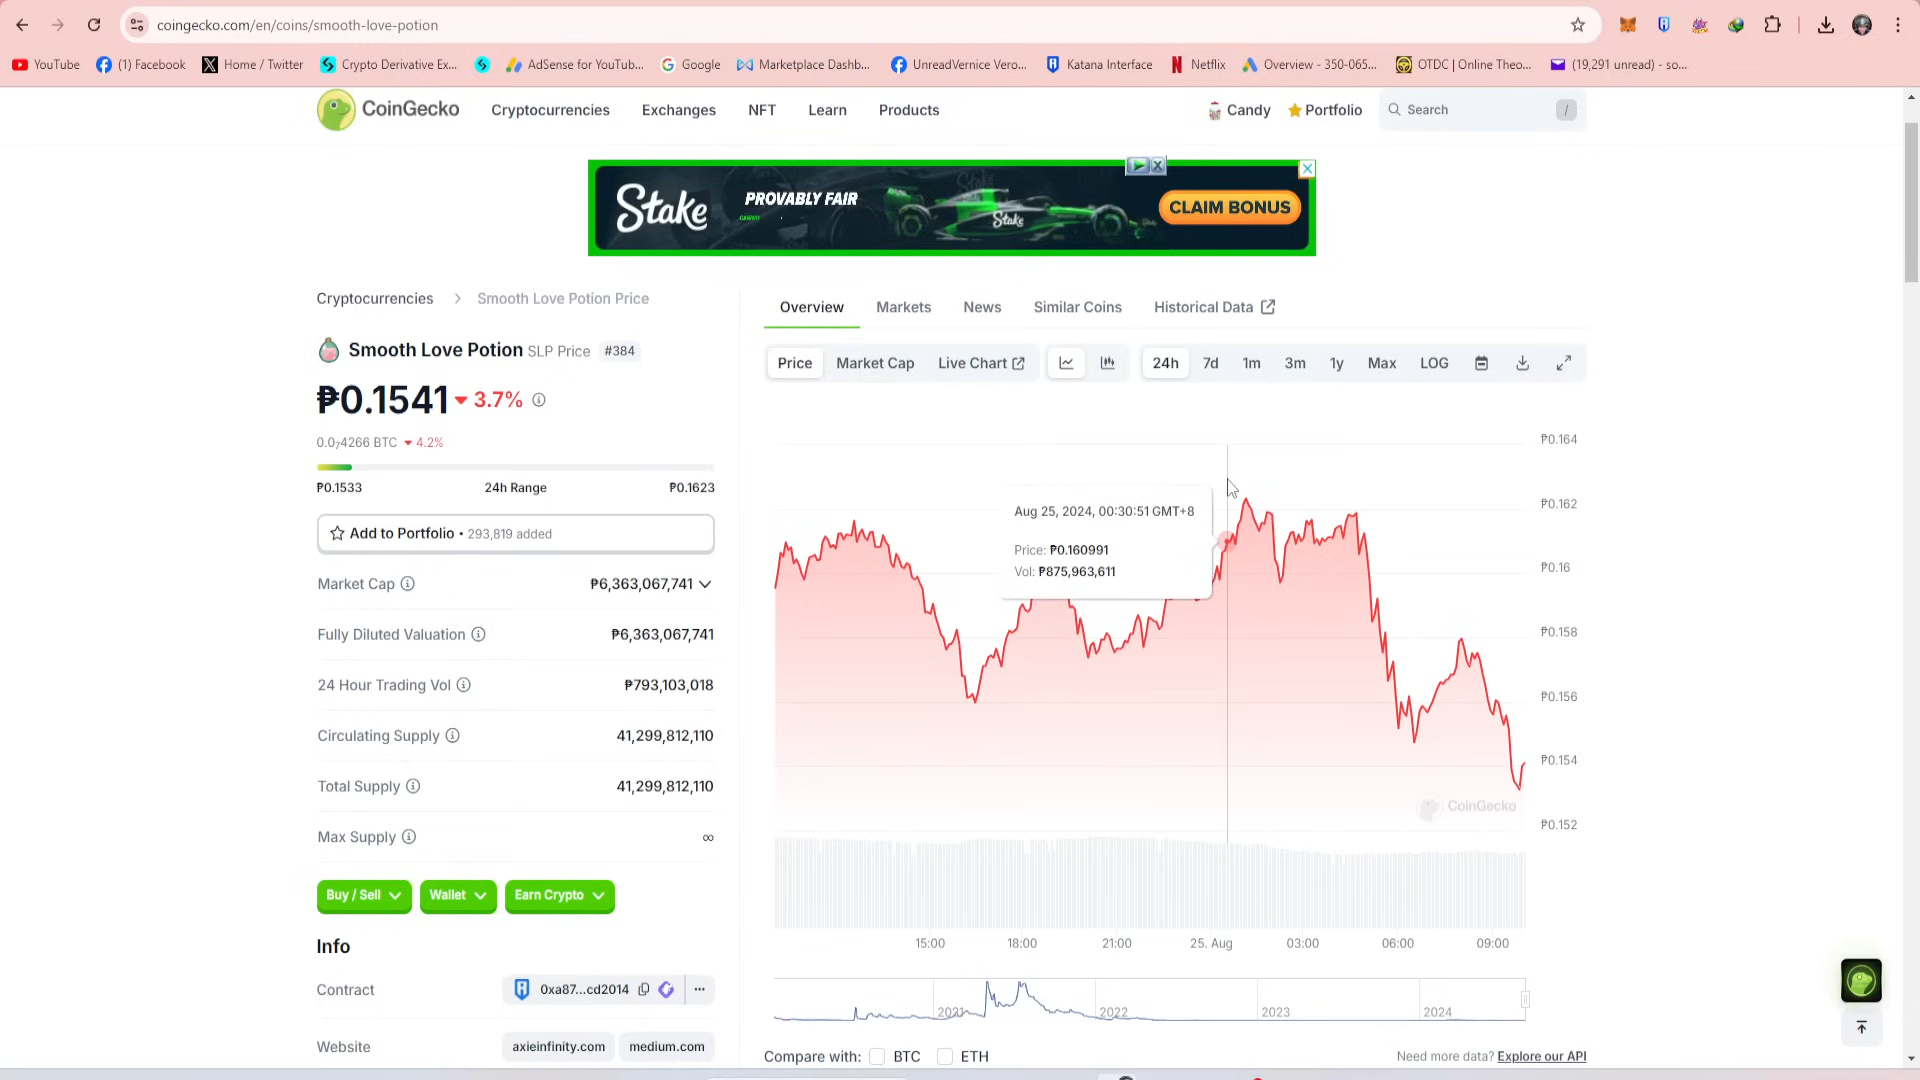 coingecko.com/en/coins/smooth-love-potion
YouTube
(1) Facebook
Home / Twitter
Crypto Derivative Ex...
AdSense for YouTub...
Google
Marketplace Dashb...
UnreadVernice Vero...
Katana Interface
Netflix
Overview - 350-065...
OTDC | Online Theo...
(19,291 unread) - so...
CoinGecko
Cryptocurrencies
Exchanges
NFT
Learn
Products
Candy
Portfolio
Search
/
Stake
PROVABLY FAIR
Stake
CLAIM BONUS
Cryptocurrencies > Smooth Love Potion Price
Smooth Love Potion SLP Price #384
₱0.1541 3.7%
0.0₇4266 BTC 4.2%
₱0.1533 24h Range ₱0.1623
Add to Portfolio • 293,819 added
Market Cap ₱6,363,067,741
Fully Diluted Valuation ₱6,363,067,741
24 Hour Trading Vol ₱793,103,018
Circulating Supply 41,299,812,110
Total Supply 41,299,812,110
Max Supply ∞
Buy / Sell
Wallet
Earn Crypto
Info
Contract 0xa87...cd2014
Website axieinfinity.com medium.com
Overview
Markets
News
Similar Coins
Historical Data
Price
Market Cap
Live Chart
24h
7d
1m
3m
1y
Max
LOG
₱0.164
₱0.162
₱0.16
₱0.158
₱0.156
₱0.154
₱0.152
Aug 25, 2024, 00:30:51 GMT+8
Price: ₱0.160991
Vol: ₱875,963,611
CoinGecko
15:00
18:00
21:00
25. Aug
03:00
06:00
09:00
2021
2022
2023
2024
Compare with: BTC ETH
Need more data? Explore our API